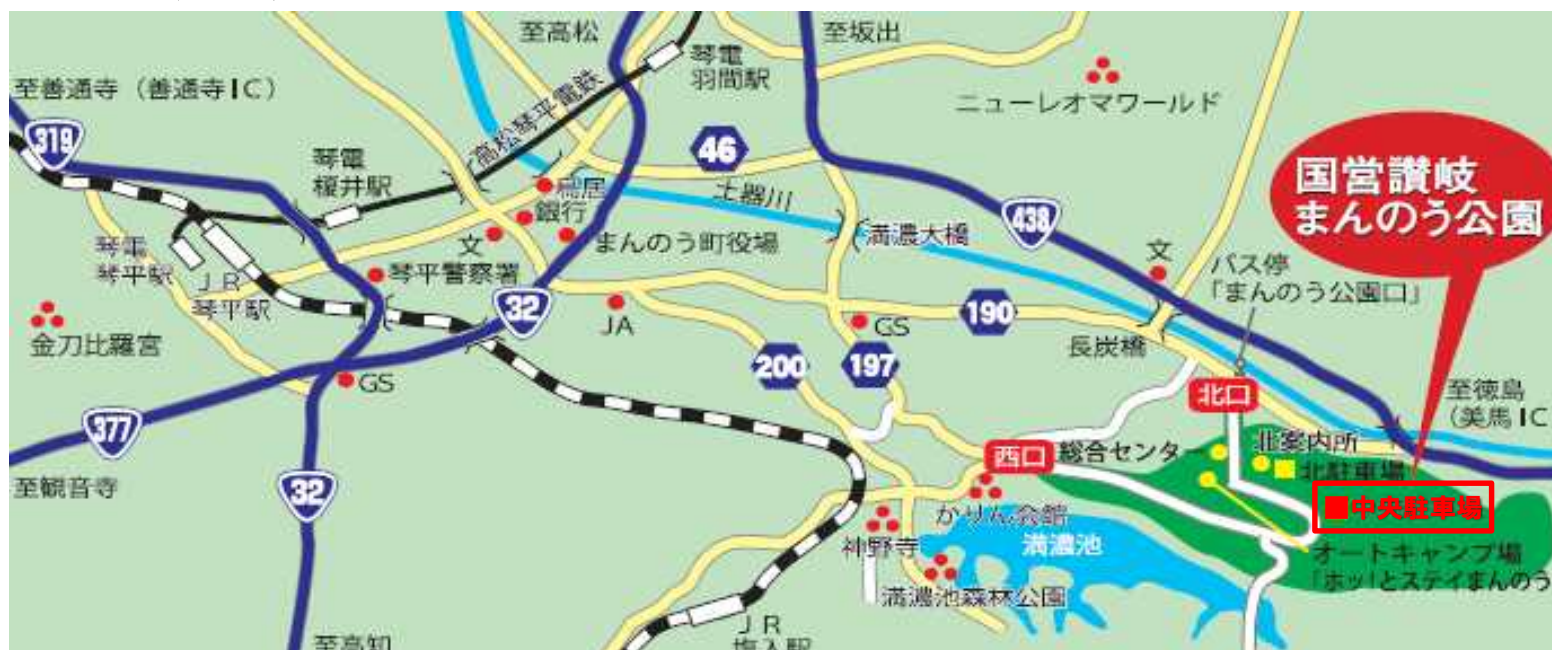 至高松
至坂出
琴電
羽間駅
至善通寺（善通寺IC）
ニューレオマワールド
319
高松琴平電鉄
46
国営讃岐
まんのう公園
琴電
榎井駅
鳥居
銀行
土器川
438
文
まんのう町役場
満濃大橋
文
バス停
「まんのう公園口」
琴電
琴平駅
JR
琴平駅
琴平警察署
32
JA
GS
190
長炭橋
金刀比羅宮
GS
200
197
北口
至徳島
（美馬IC
377
西口
総合センター
北案内所
北駐車場
至観音寺
32
かりん会館
■中央駐車場
神野寺
満濃池
オートキャンプ場
「ホッ!とステイまんのう
満濃池森林公園
JR
塩入駅
至高知